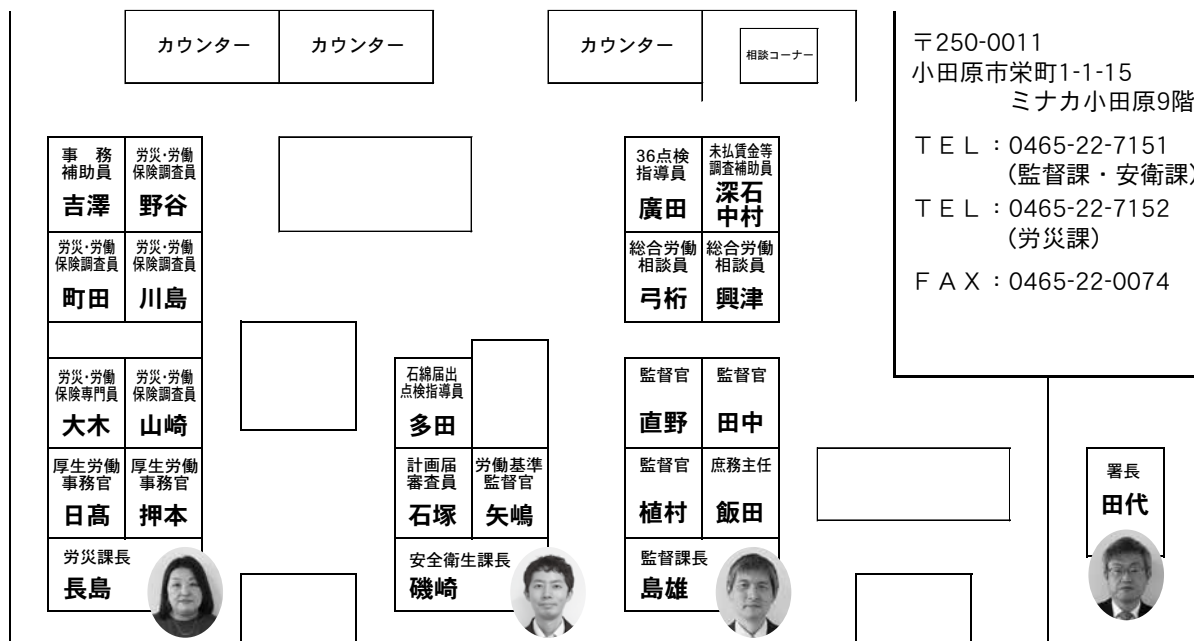 カウンター
カウンター
カウンター
相談コーナー
〒250-0011
小田原市栄町1-1-15
ミナカ小田原9階
ＴＥＬ：0465-22-7151
(監督課・安衛課)
ＴＥＬ：0465-22-7152
(労災課)
ＦＡＸ：0465-22-0074
事　務
補助員
吉澤
労災・労働
保険調査員
野谷
労災・労働
保険調査員
町田
労災・労働
保険調査員
川島
労災・労働
保険専門員
大木
労災・労働
保険調査員
山崎
厚生労働
事務官
日髙
厚生労働
事務官
押本
労災課長
長島
石綿届出
点検指導員
多田
計画届
審査員
石塚
労働基準
監督官
矢嶋
安全衛生課長
磯崎
36点検
指導員
廣田
未払賃金等
調査補助員
深石
中村
総合労働
相談員
弓桁
総合労働
相談員
興津
監督官
直野
監督官
田中
監督官
植村
庶務主任
飯田
監督課長
島雄
署長
田代